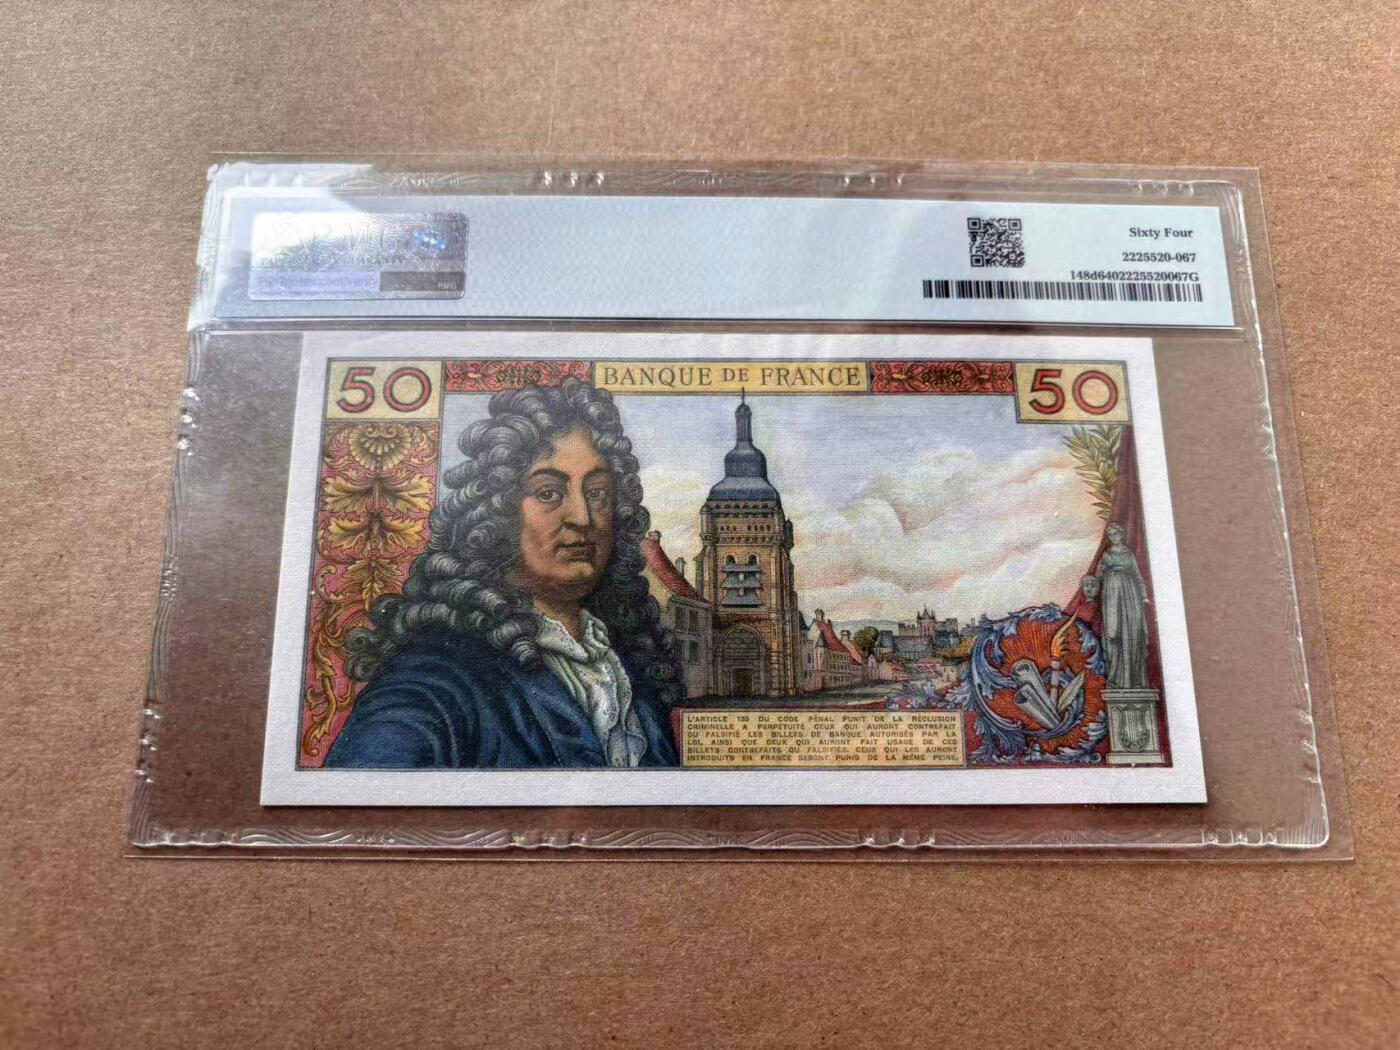 PMG
Sixty Four
2225520-067
148d6402225520067G
PMG
50
BANQUE DE FRANCE
50
L'ARTICLE 139 DU CODE PÉNAL PUNIT DE LA RÉCLUSION
CRIMINELLE A PERPÉTUITÉ CEUX QUI AURONT CONTREFAIT
OU FALSIFIÉ LES BILLETS DE BANQUE AUTORISÉS PAR LA
LOI, AINSI QUE CEUX QUI AURONT FAIT USAGE DE CES
BILLETS CONTREFAITS OU FALSIFIÉS. CEUX QUI LES AURONT
INTRODUITS EN FRANCE SERONT PUNIS DE LA MÊME PEINE.